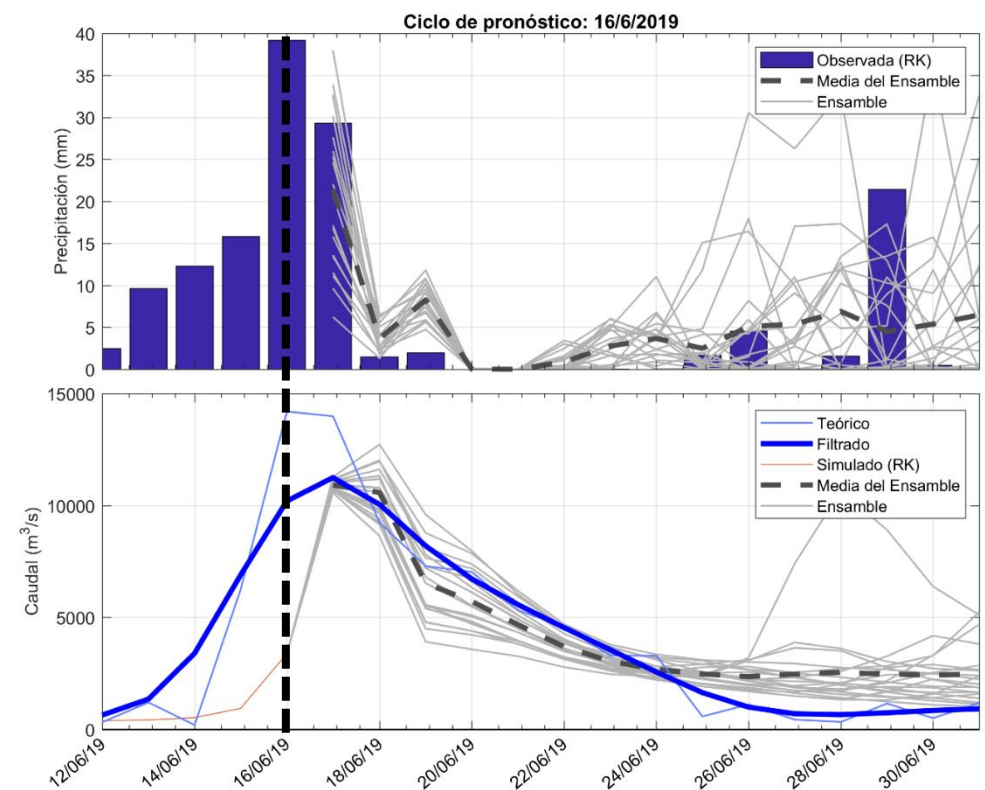 Ciclo de pronóstico: 16/6/2019
40
35
30
25
20
15
10
5
0
Precipitación (mm)
Observada (RK)
Media del Ensamble
Ensamble
15000
10000
5000
0
Caudal (m³/s)
Teórico
Filtrado
Simulado (RK)
Media del Ensamble
Ensamble
12/06/19
14/06/19
16/06/19
18/06/19
20/06/19
22/06/19
24/06/19
26/06/19
28/06/19
30/06/19